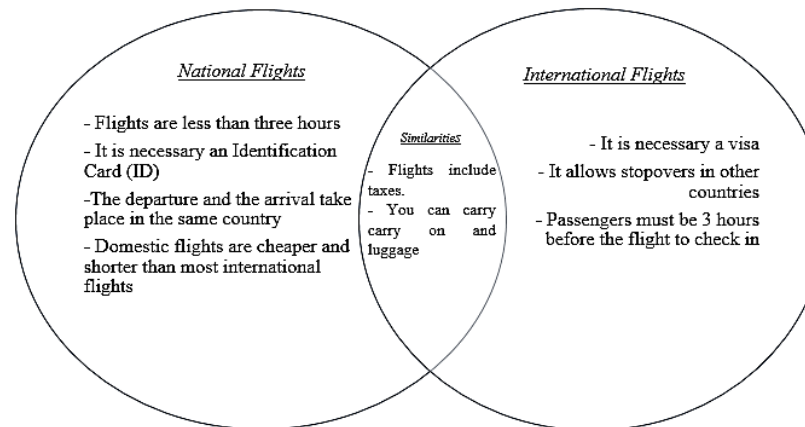 National Flights
- Flights are less than three hours
- It is necessary an Identification
Card (ID)
-The departure and the arrival take
place in the same country
- Domestic flights are cheaper and
shorter than most international
flights
Similarities
- Flights include
taxes.
- You can carry
carry on and
luggage
International Flights
- It is necessary a visa
- It allows stopovers in other
countries
- Passengers must be 3 hours
before the flight to check in